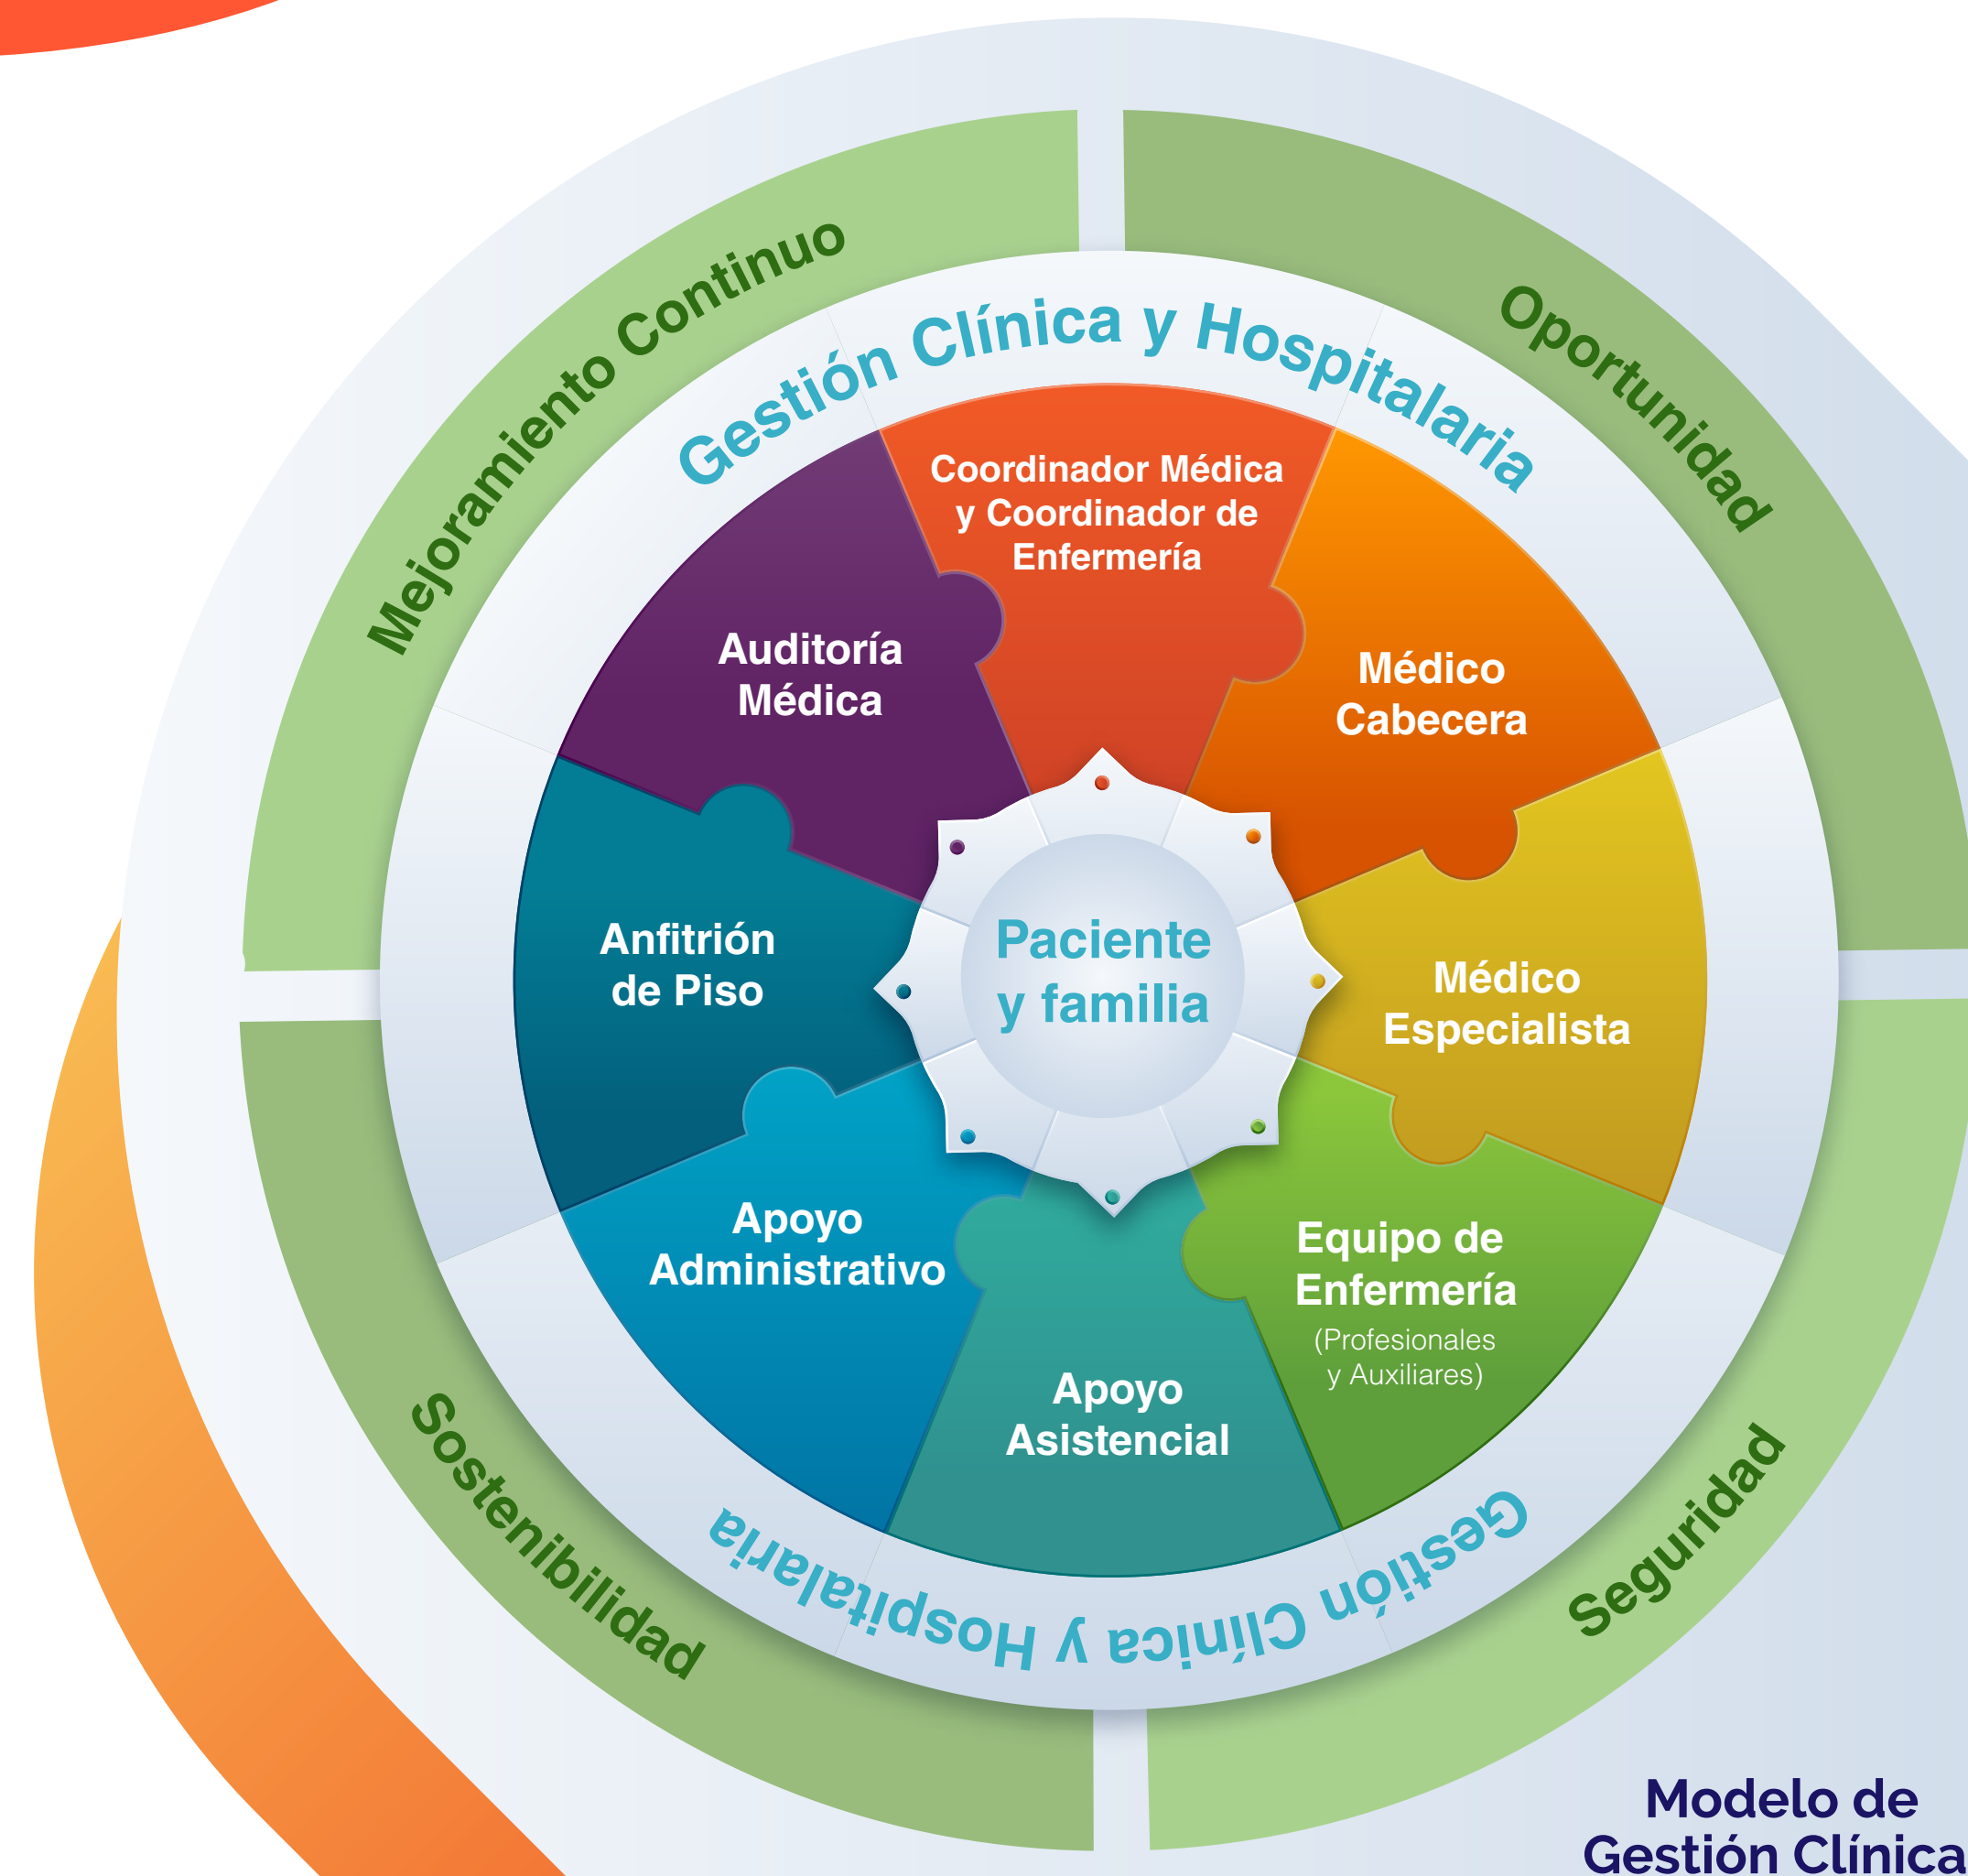 Mejoramiento Continuo
Oportunidad
Gestión Clínica y Hospitalaria
Coordinador Médica
y Coordinador de
Enfermería
Auditoría
Médica
Médico
Cabecera
Anfitrión
de Piso
Paciente
y familia
Médico
Especialista
Apoyo
Administrativo
Equipo de
Enfermería
(Profesionales
y Auxiliares)
Apoyo
Asistencial
Sostenibilidad
Seguridad
Gestión Clínica y Hospitalaria
Modelo de
Gestión Clínica